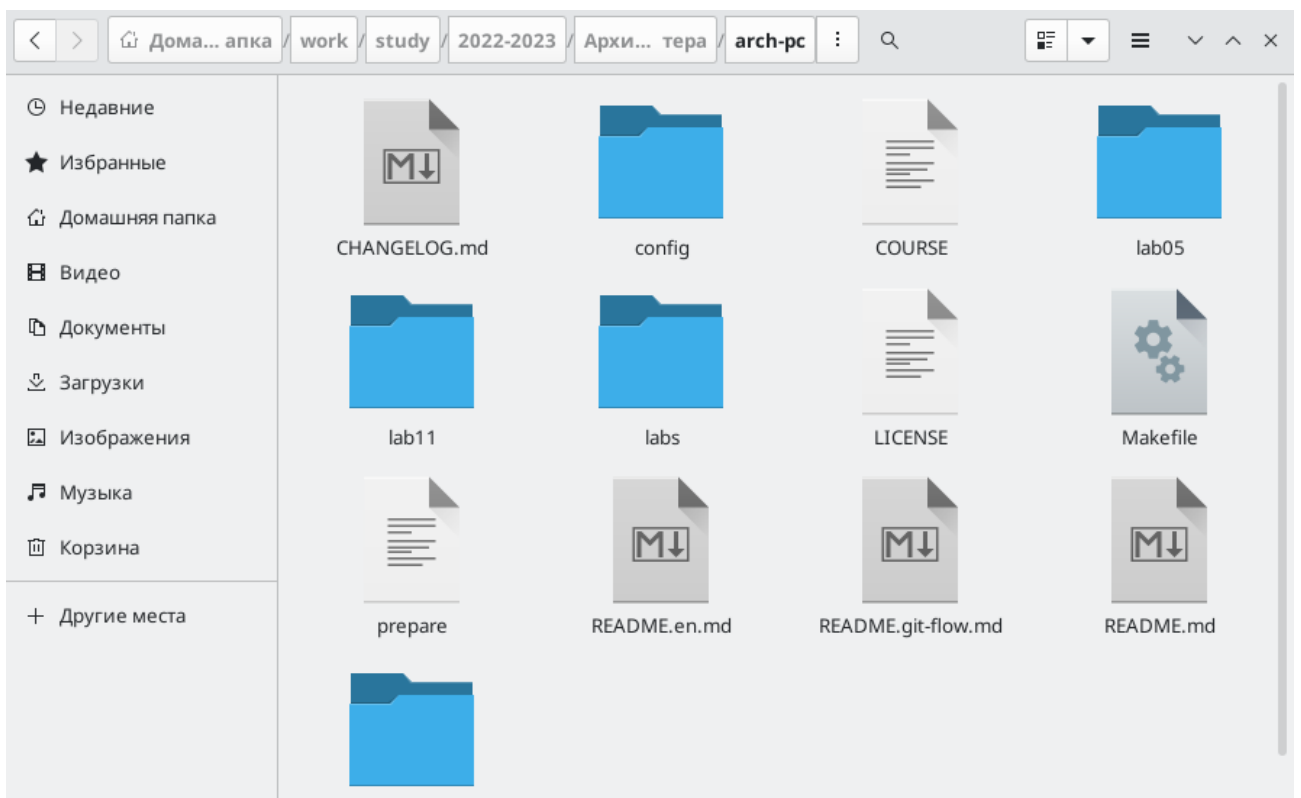 Дома... апка / work / study / 2022-2023 / Архи... тера / arch-pc
Недавние
Избранные
Домашняя папка
Видео
Документы
Загрузки
Изображения
Музыка
Корзина
Другие места
CHANGELOG.md
config
COURSE
lab05
lab11
labs
LICENSE
Makefile
prepare
README.en.md
README.git-flow.md
README.md